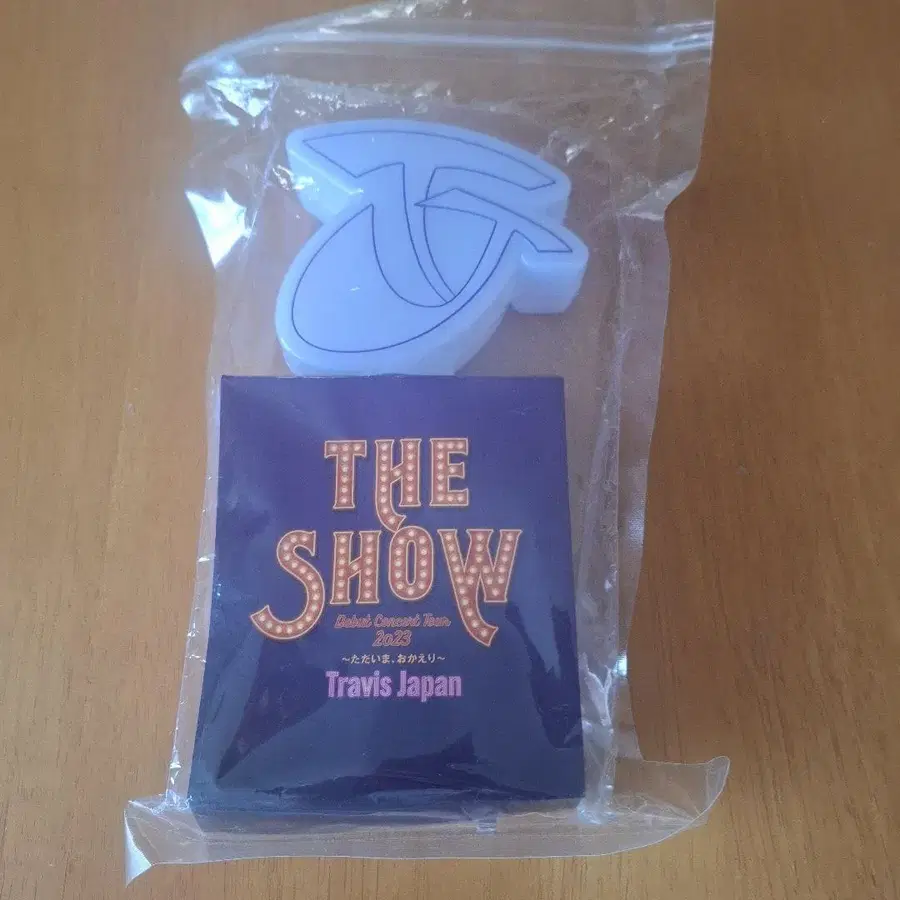 THE
SHOW
Debut Concert Tour
2023
～ただいま、おかえり～
Travis Japan